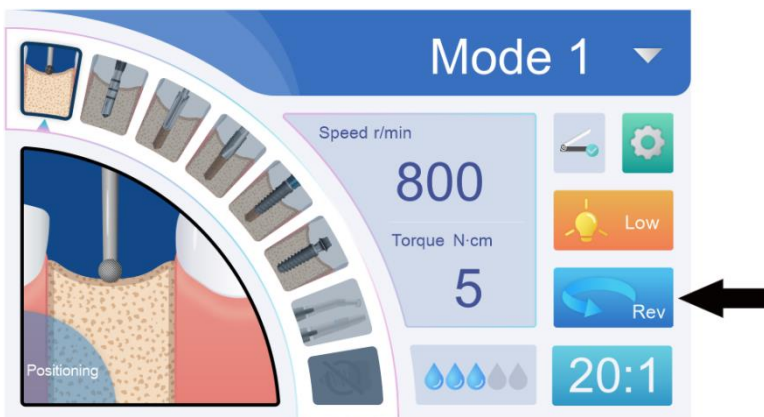 Mode 1
Speed r/min
800
Torque N·cm
5
Low
Rev
20:1
Positioning